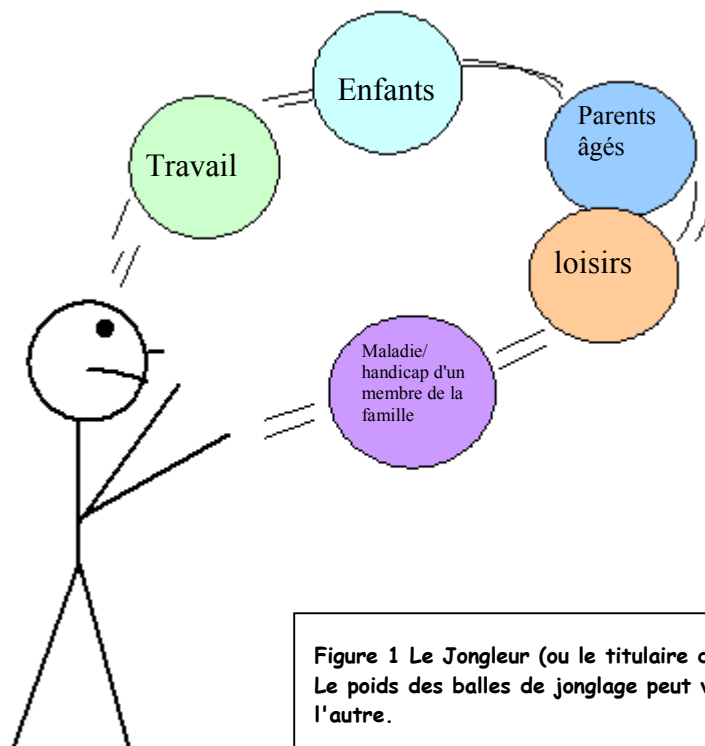 Enfants
Parents
âgés
Travail
loisirs
Maladie/
handicap d'un
membre de la
famille
Figure 1 Le Jongleur (ou le titulaire
Le poids des balles de jonglage peut
l'autre.